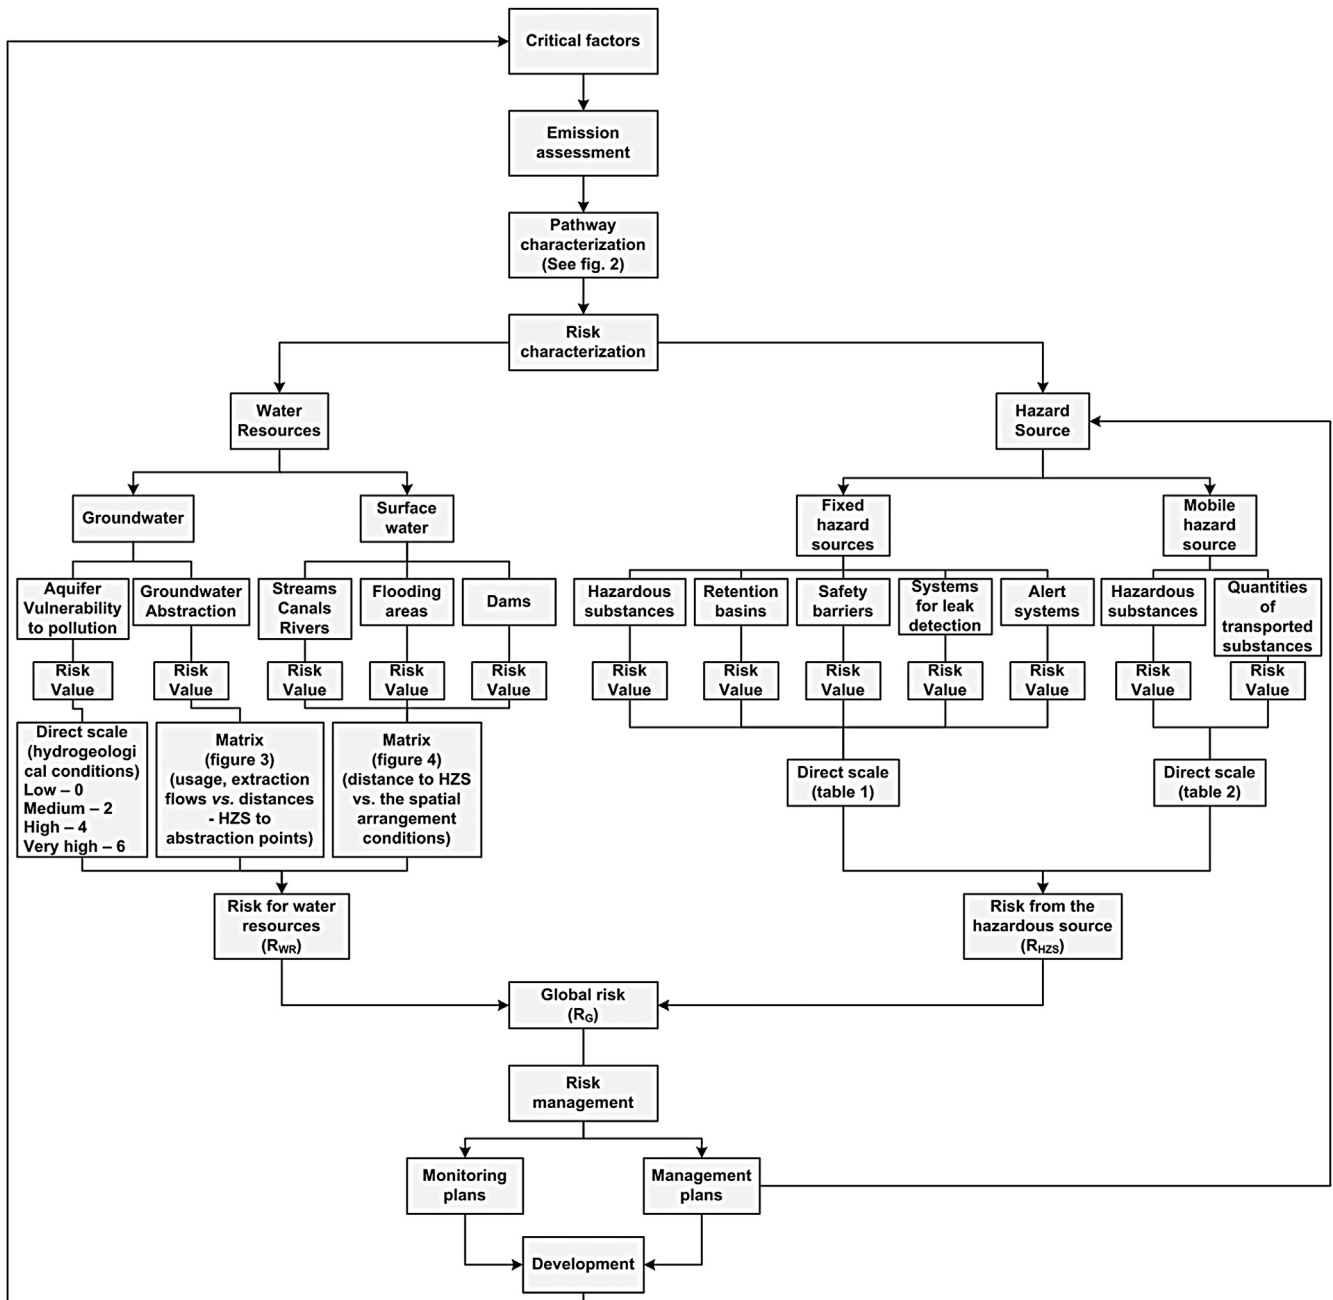 Critical factors
Emission
assessment
Pathway
characterization
(See fig. 2)
Risk
characterization
Water
Resources
Hazard
Source
Groundwater
Surface
water
Fixed
hazard
sources
Mobile
hazard
source
Aquifer
Vulnerability
to pollution
Groundwater
Abstraction
Streams
Canals
Rivers
Flooding
areas
Dams
Hazardous
substances
Retention
basins
Safety
barriers
Systems
for leak
detection
Alert
systems
Hazardous
substances
Quantities
of
transported
substances
Risk
Value
Risk
Value
Risk
Value
Risk
Value
Risk
Value
Risk
Value
Risk
Value
Risk
Value
Risk
Value
Risk
Value
Risk
Value
Risk
Value
Direct scale
(hydrogeologi
cal conditions)
Low – 0
Medium – 2
High – 4
Very high – 6
Matrix
(figure 3)
(usage, extraction
flows vs. distances
- HZS to
abstraction points)
Matrix
(figure 4)
(distance to HZS
vs. the spatial
arrangement
conditions)
Direct scale
(table 1)
Direct scale
(table 2)
Risk for water
resources
(RWR)
Risk from the
hazardous source
(RHZS)
Global risk
(RG)
Risk
management
Monitoring
plans
Management
plans
Development